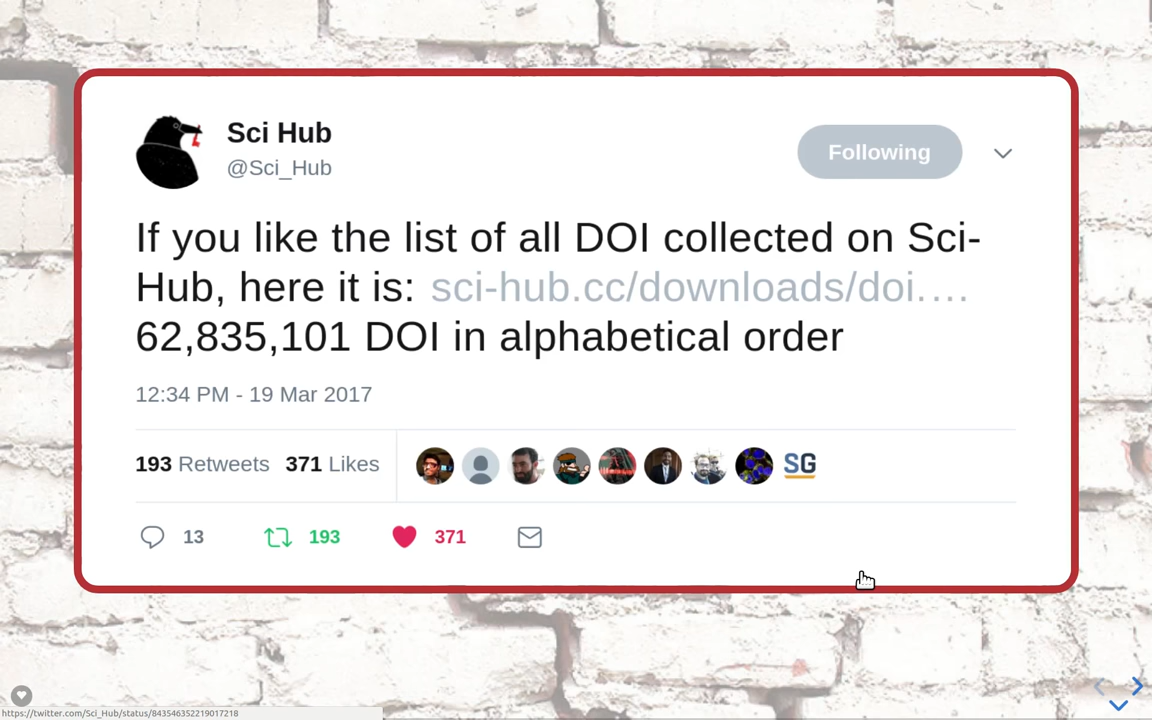 Sci Hub
@Sci_Hub
Following
If you like the list of all DOI collected on Sci-
Hub, here it is: sci-hub.cc/downloads/doi.…
62,835,101 DOI in alphabetical order
12:34 PM - 19 Mar 2017
193 Retweets 371 Likes
SG
13 193 371
https://twitter.com/Sci_Hub/status/843546352219017218